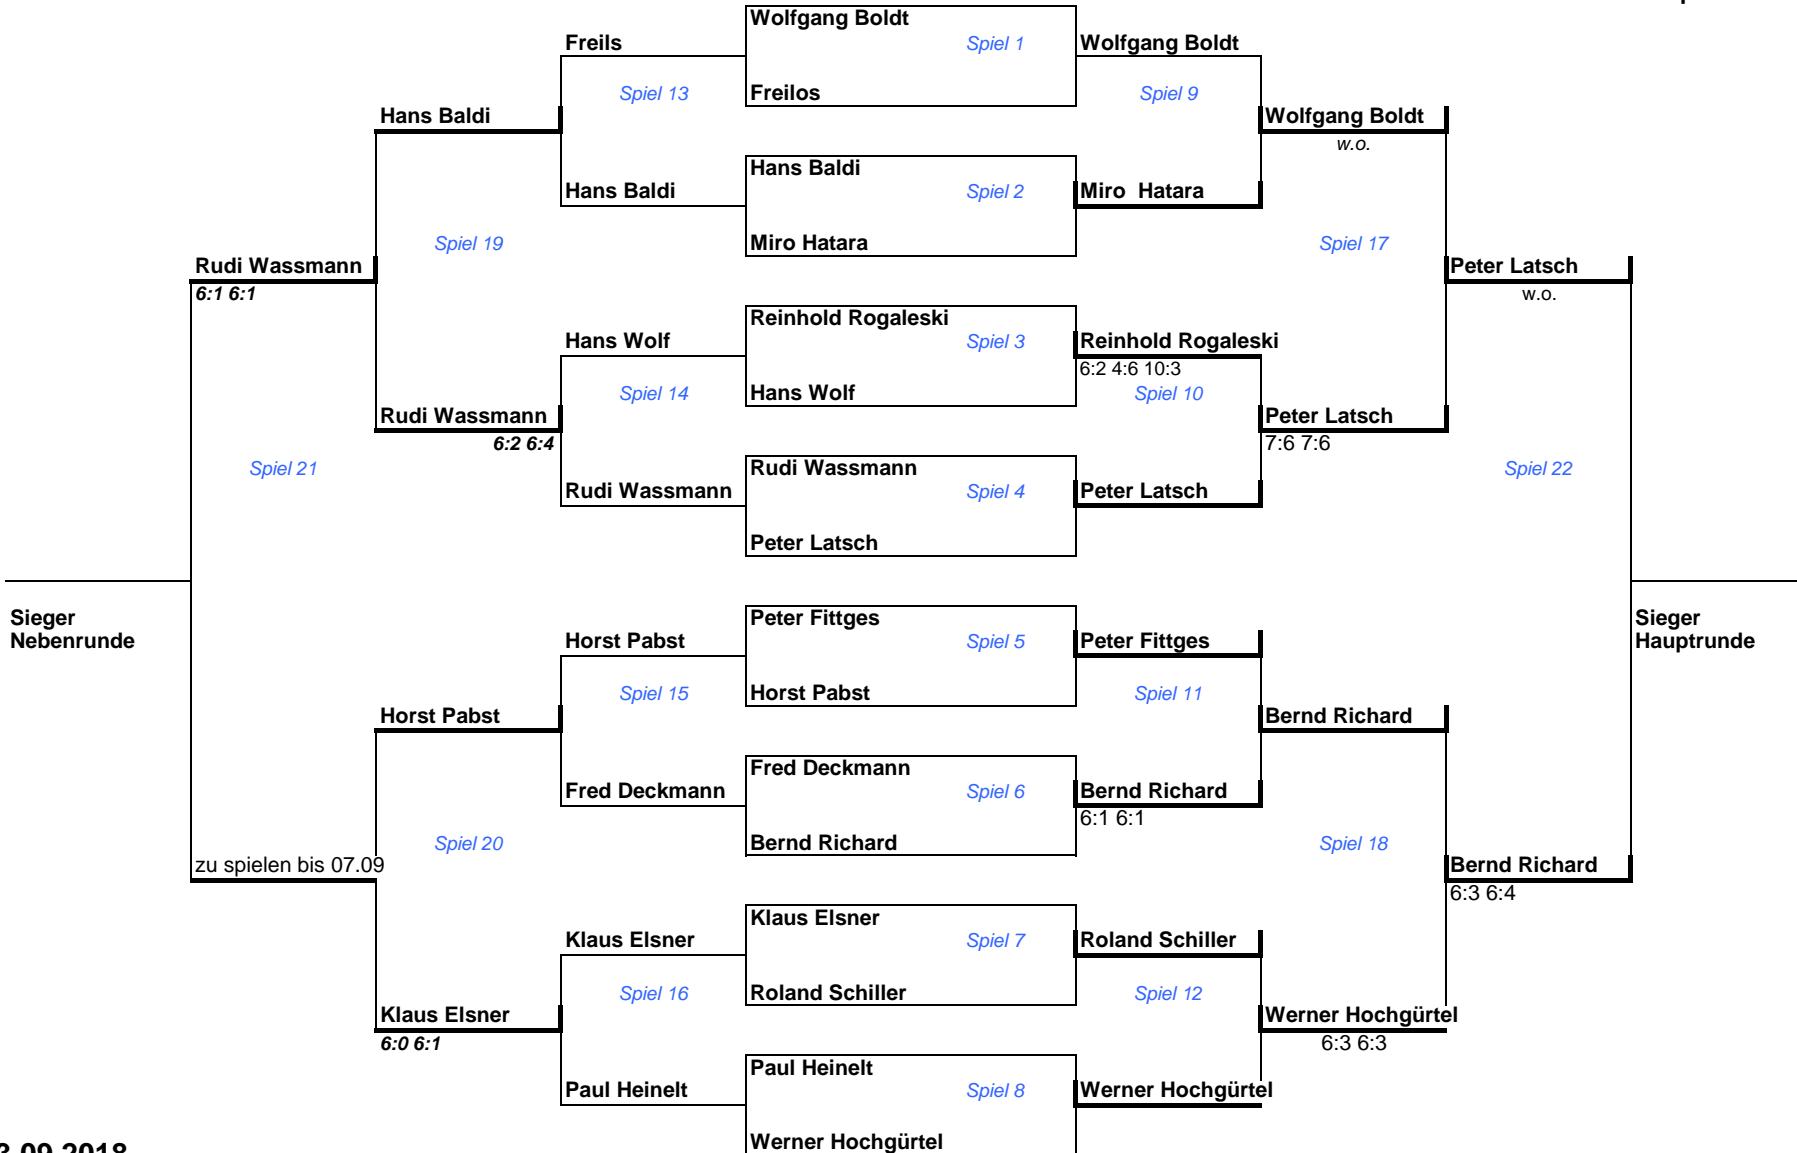 Wolfgang Boldt
Freils
Spiel 1
Wolfgang Boldt
Spiel 13
Freilos
Spiel 9
Hans Baldi
Wolfgang Boldt
w.o.
Hans Baldi
Hans Baldi
Spiel 2
Miro Hatara
Spiel 19
Miro Hatara
Spiel 17
Rudi Wassmann
Peter Latsch
6:1 6:1
w.o.
Reinhold Rogaleski
Hans Wolf
Spiel 3
Reinhold Rogaleski
6:2 4:6 10:3
Spiel 14
Hans Wolf
Spiel 10
Rudi Wassmann
Peter Latsch
6:2 6:4
7:6 7:6
Spiel 21
Rudi Wassmann
Spiel 22
Rudi Wassmann
Spiel 4
Peter Latsch
Peter Latsch
Sieger
Nebenrunde
Peter Fittges
Sieger
Hauptrunde
Horst Pabst
Spiel 5
Peter Fittges
Spiel 15
Horst Pabst
Spiel 11
Horst Pabst
Bernd Richard
Fred Deckmann
Fred Deckmann
Spiel 6
Bernd Richard
6:1 6:1
Spiel 20
Bernd Richard
Spiel 18
zu spielen bis 07.09
Bernd Richard
6:3 6:4
Klaus Elsner
Klaus Elsner
Spiel 7
Roland Schiller
Spiel 16
Roland Schiller
Spiel 12
Klaus Elsner
Werner Hochgürtel
6:0 6:1
6:3 6:3
Paul Heinelt
Paul Heinelt
Spiel 8
Werner Hochgürtel
Werner Hochgürtel
.09.2018